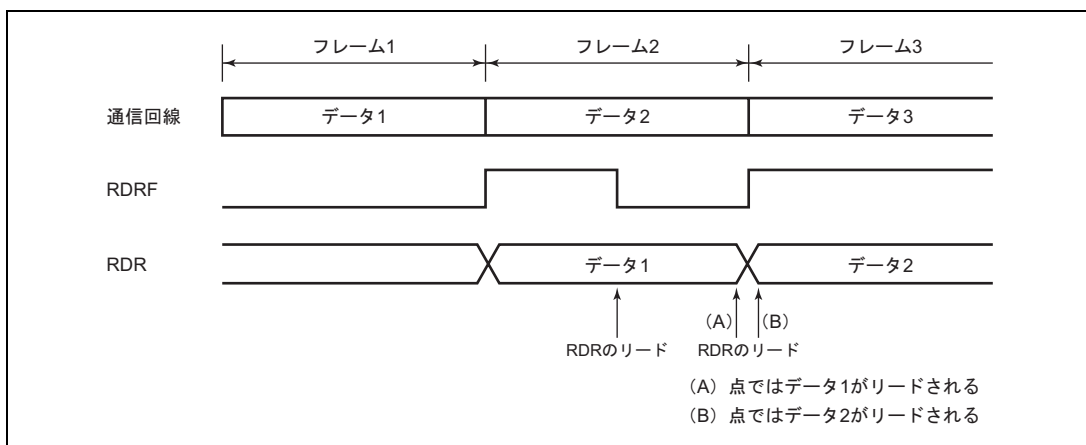 フレーム1 フレーム2 フレーム3
通信回線 データ1 データ2 データ3
RDRF
RDR データ1 データ2
（A） （B）
RDRのリード RDRのリード
（A）点ではデータ1がリードされる
（B）点ではデータ2がリードされる